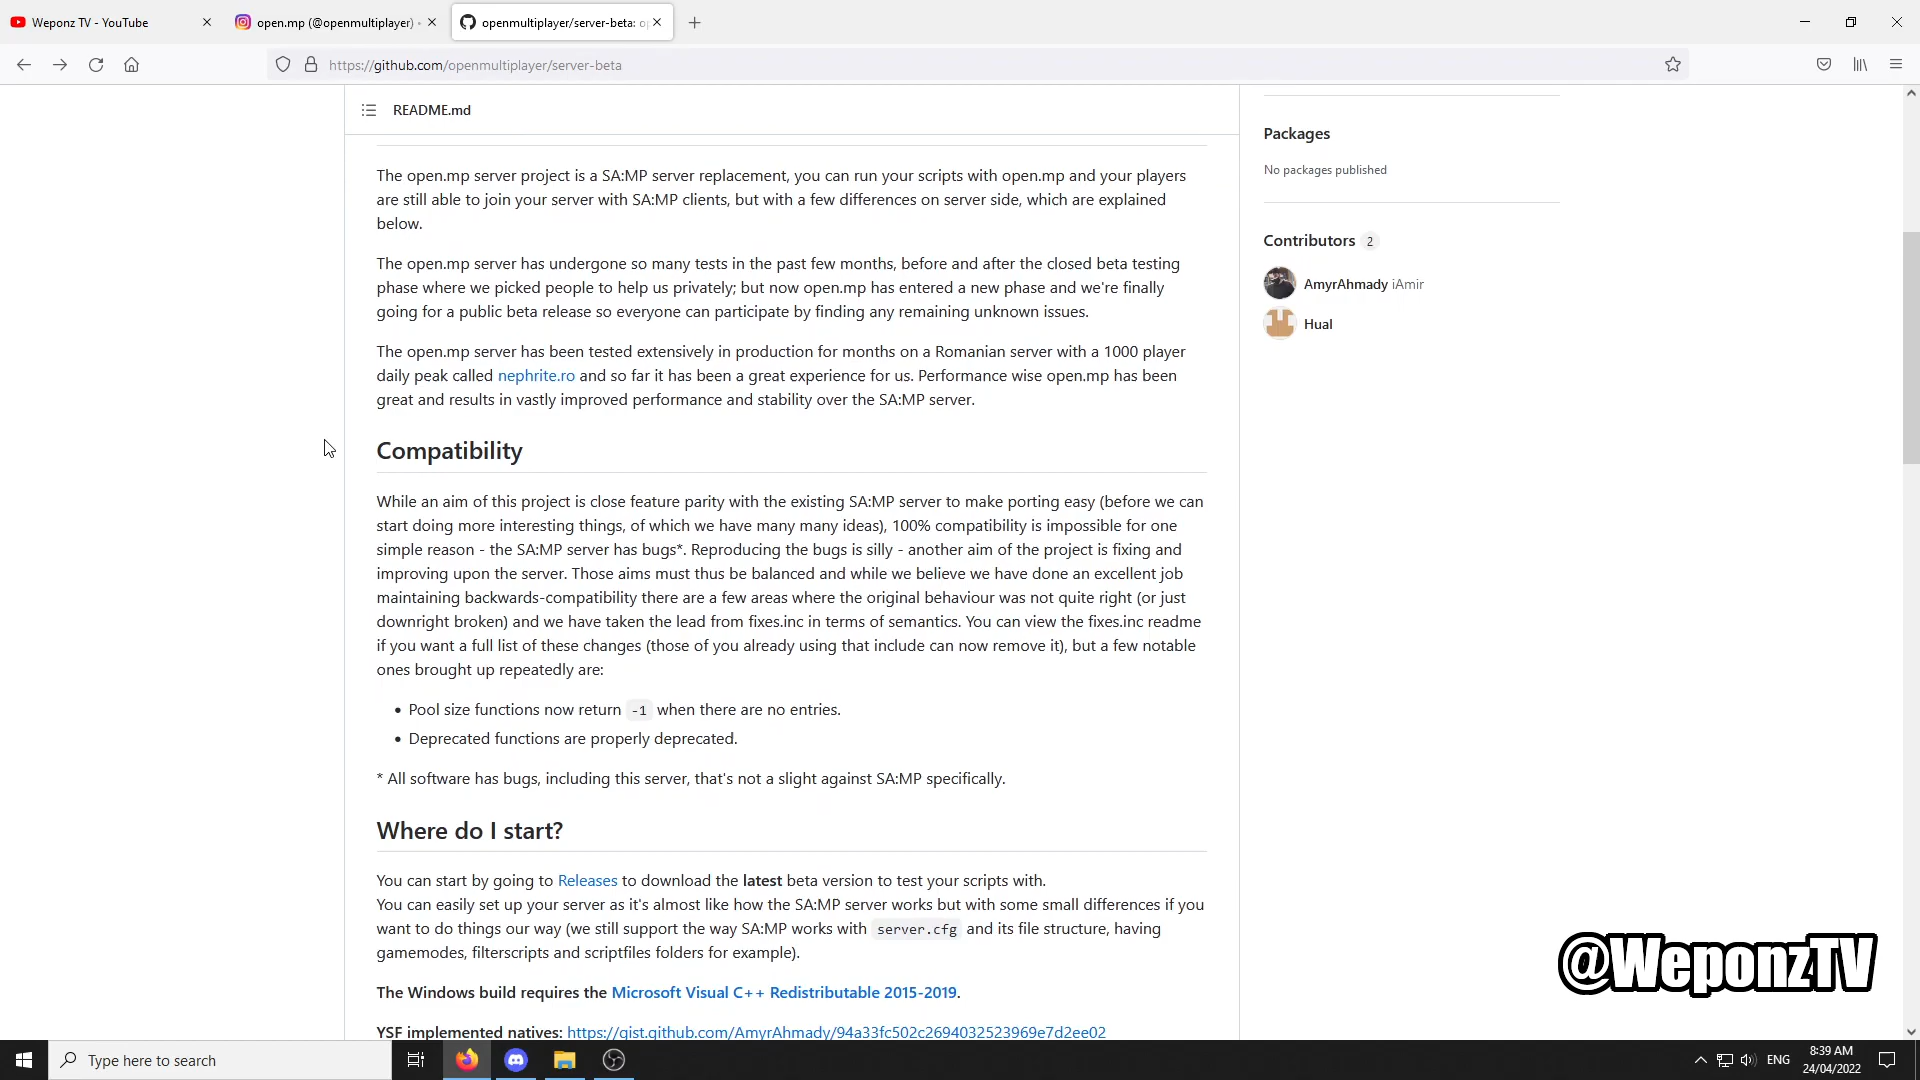 Weponz TV - YouTube
open.mp (@openmultiplayer)
openmultiplayer/server-beta:
https://github.com/openmultiplayer/server-beta
README.md
The open.mp server project is a SA:MP server replacement, you can run your scripts with open.mp and your players
are still able to join your server with SA:MP clients, but with a few differences on server side, which are explained
below.
The open.mp server has undergone so many tests in the past few months, before and after the closed beta testing
phase where we picked people to help us privately; but now open.mp has entered a new phase and we're finally
going for a public beta release so everyone can participate by finding any remaining unknown issues.
The open.mp server has been tested extensively in production for months on a Romanian server with a 1000 player
daily peak called nephrite.ro and so far it has been a great experience for us. Performance wise open.mp has been
great and results in vastly improved performance and stability over the SA:MP server.
Compatibility
While an aim of this project is close feature parity with the existing SA:MP server to make porting easy (before we can
start doing more interesting things, of which we have many many ideas), 100% compatibility is impossible for one
simple reason - the SA:MP server has bugs*. Reproducing the bugs is silly - another aim of the project is fixing and
improving upon the server. Those aims must thus be balanced and while we believe we have done an excellent job
maintaining backwards-compatibility there are a few areas where the original behaviour was not quite right (or just
downright broken) and we have taken the lead from fixes.inc in terms of semantics. You can view the fixes.inc readme
if you want a full list of these changes (those of you already using that include can now remove it), but a few notable
ones brought up repeatedly are:
• Pool size functions now return -1 when there are no entries.
• Deprecated functions are properly deprecated.
* All software has bugs, including this server, that's not a slight against SA:MP specifically.
Where do I start?
You can start by going to Releases to download the latest beta version to test your scripts with.
You can easily set up your server as it's almost like how the SA:MP server works but with some small differences if you
want to do things our way (we still support the way SA:MP works with server.cfg and its file structure, having
gamemodes, filterscripts and scriptfiles folders for example).
The Windows build requires the Microsoft Visual C++ Redistributable 2015-2019.
YSF implemented natives: https://gist.github.com/AmyrAhmady/94a33fc502c2694032523969e7d2ee02
Packages
No packages published
Contributors 2
AmyrAhmady iAmir
Hual
@WeponzTV
Type here to search
ENG
8:39 AM
24/04/2022